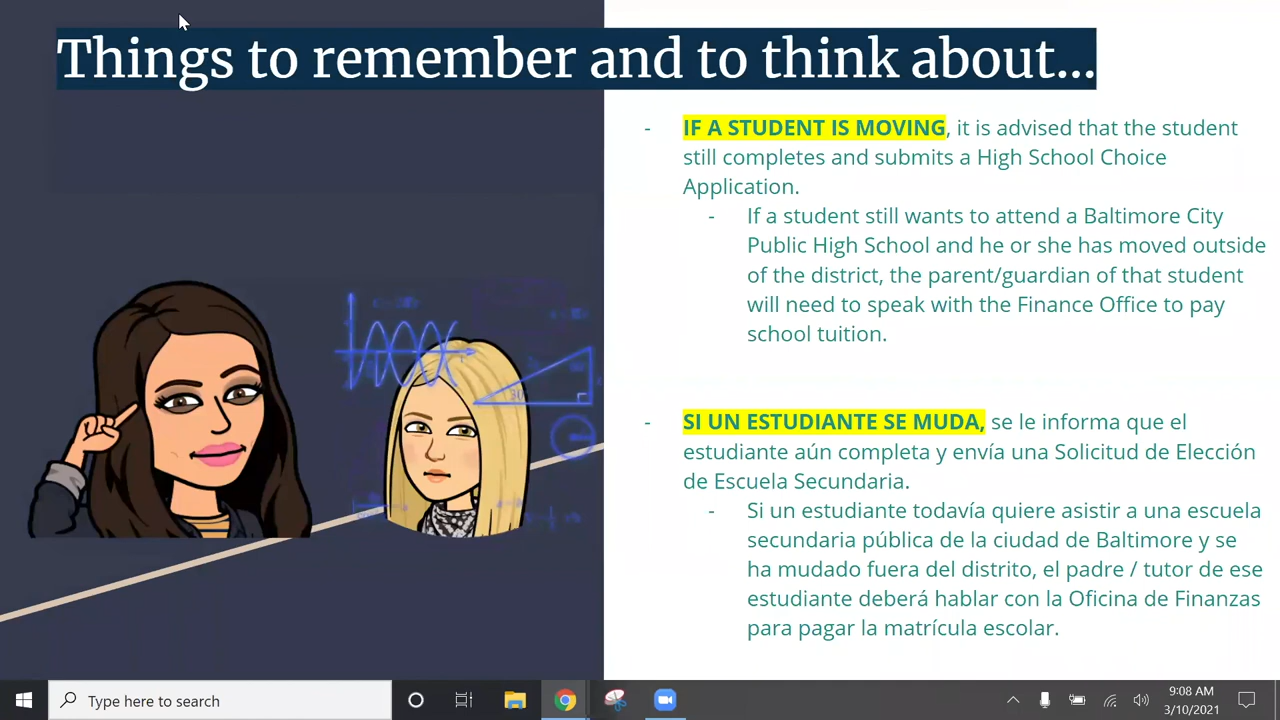 Things to remember and to think about...
- IF A STUDENT IS MOVING, it is advised that the student
still completes and submits a High School Choice
Application.
- If a student still wants to attend a Baltimore City
Public High School and he or she has moved outside
of the district, the parent/guardian of that student
will need to speak with the Finance Office to pay
school tuition.
- SI UN ESTUDIANTE SE MUDA, se le informa que el
estudiante aún completa y envía una Solicitud de Elección
de Escuela Secundaria.
- Si un estudiante todavía quiere asistir a una escuela
secundaria pública de la ciudad de Baltimore y se
ha mudado fuera del distrito, el padre / tutor de ese
estudiante deberá hablar con la Oficina de Finanzas
para pagar la matrícula escolar.
Type here to search
9:08 AM
3/10/2021